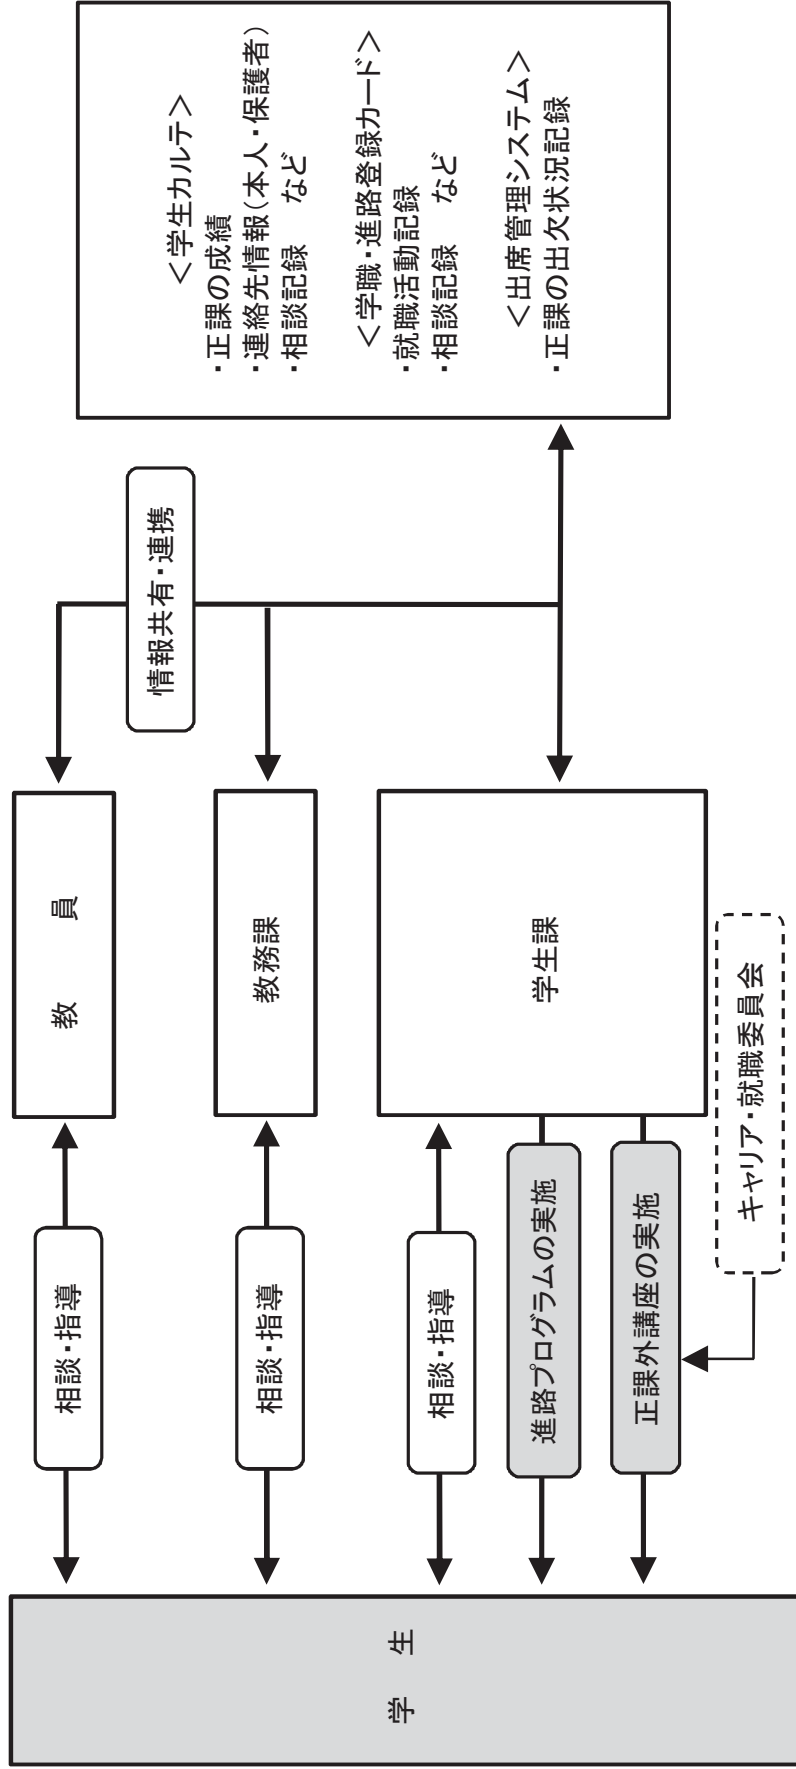 学　生
相談・指導
教　員
相談・指導
教務課
相談・指導
進路プログラムの実施
正課外講座の実施
学生課
キャリア・就職委員会
情報共有・連携
＜学生カルテ＞
・正課の成績
・連絡先情報（本人・保護者）
・相談記録　など
＜学職・進路登録カード＞
・就職活動記録
・相談記録　など
＜出席管理システム＞
・正課の出欠状況記録